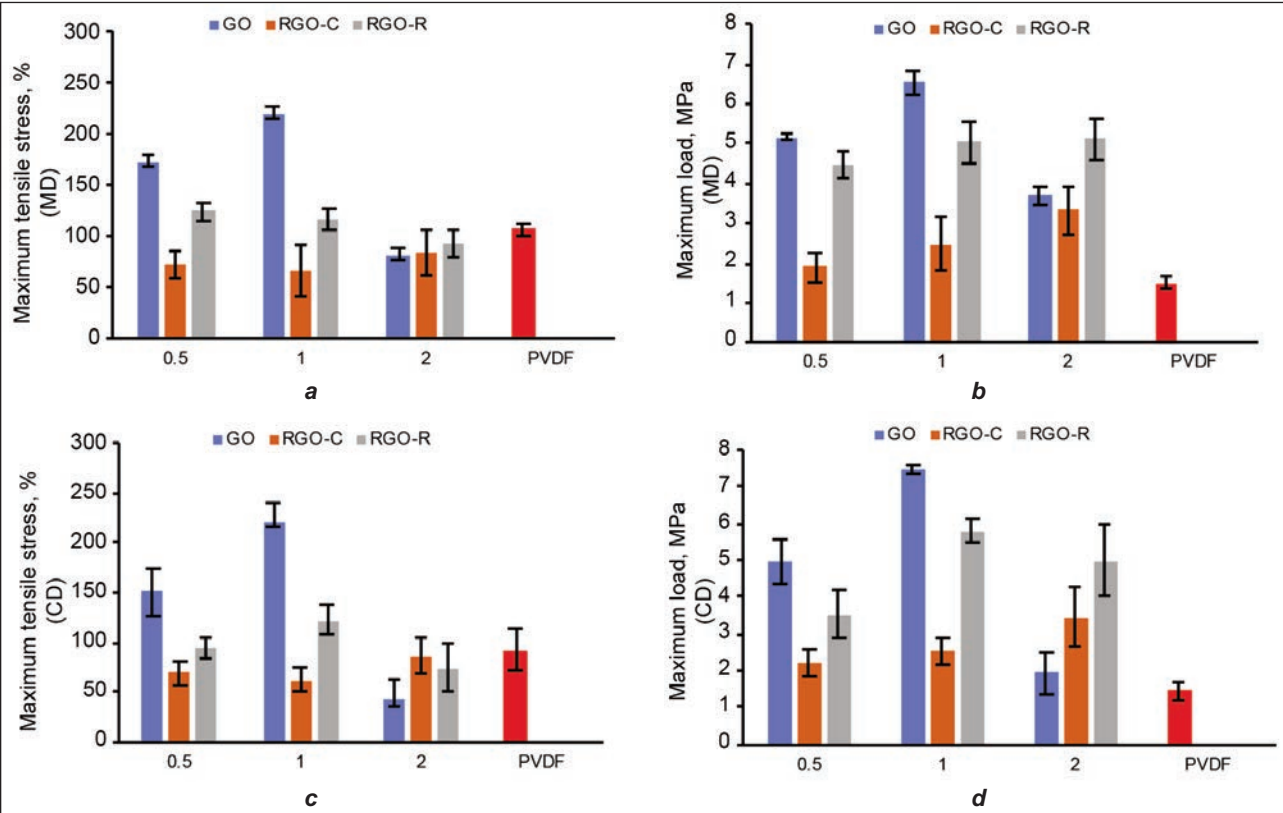 GO RGO-C RGO-R
Maximum tensile stress, %
(MD)
300
250
200
150
100
50
0
0.5 1 2 PVDF
a
GO RGO-C RGO-R
Maximum load, MPa
(MD)
8
7
6
5
4
3
2
1
0
0.5 1 2 PVDF
b
GO RGO-C RGO-R
Maximum tensile stress, %
(CD)
300
250
200
150
100
50
0
0.5 1 2 PVDF
c
GO RGO-C RGO-R
Maximum load, MPa
(CD)
8
7
6
5
4
3
2
1
0
0.5 1 2 PVDF
d